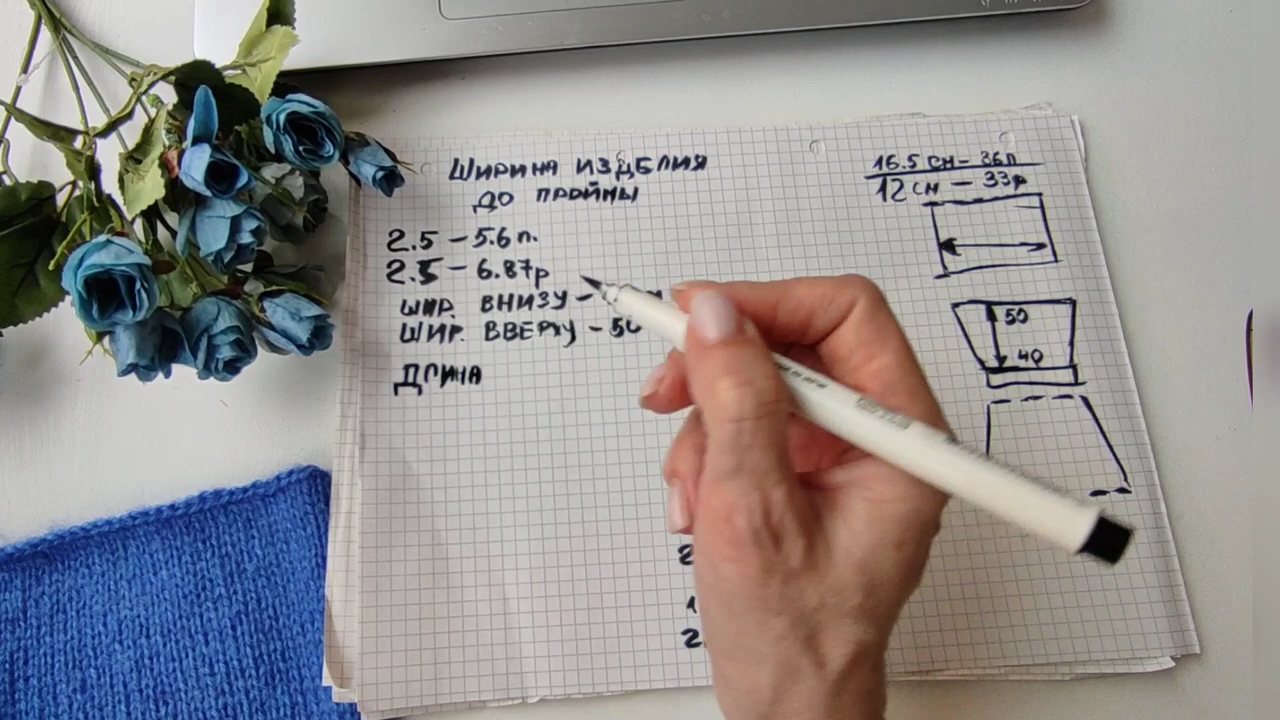 ШИРИНА ИЗДЕЛИЯ
ДО ПРОЙМЫ
2.5 – 5.6 п.
2.5 – 6.87р
ШИР. ВНИЗУ –
ШИР. ВВЕРХУ – 50
ДЛИНА
16.5 СМ – 36п
12 СМ – 33р
50
40